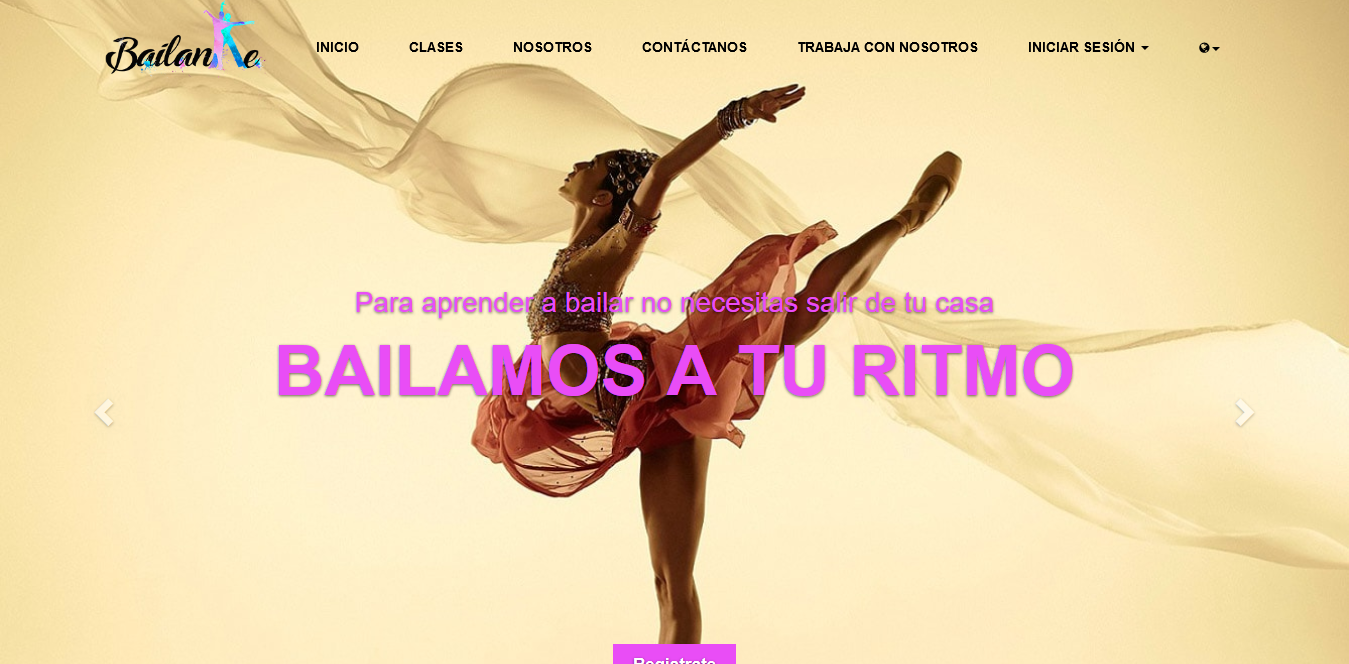 BailanKe
INICIO CLASES NOSOTROS CONTÁCTANOS TRABAJA CON NOSOTROS INICIAR SESIÓN
Para aprender a bailar no necesitas salir de tu casa
BAILAMOS A TU RITMO
Registrate